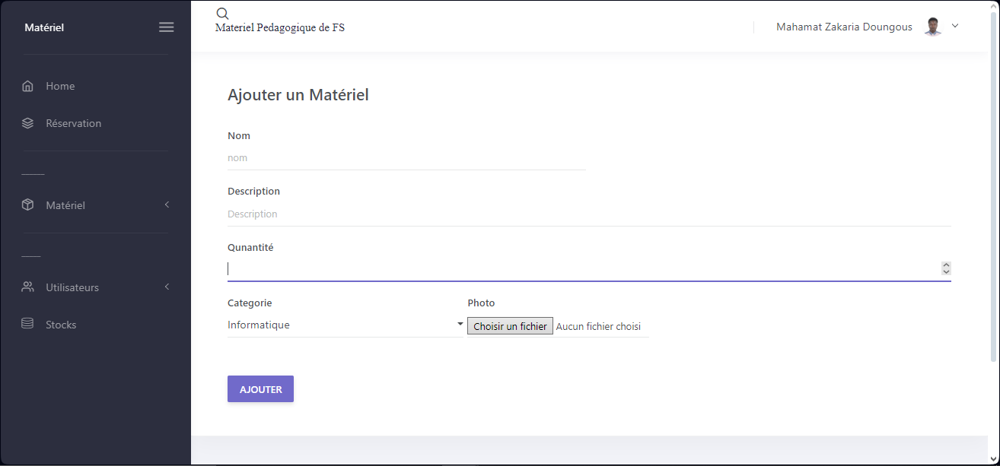 Matériel
Materiel Pedagogique de FS
Mahamat Zakaria Doungous
Home
Réservation
Matériel
Utilisateurs
Stocks
Ajouter un Matériel
Nom
nom
Description
Description
Qunantité
Categorie
Photo
Informatique
Choisir un fichier Aucun fichier choisi
AJOUTER